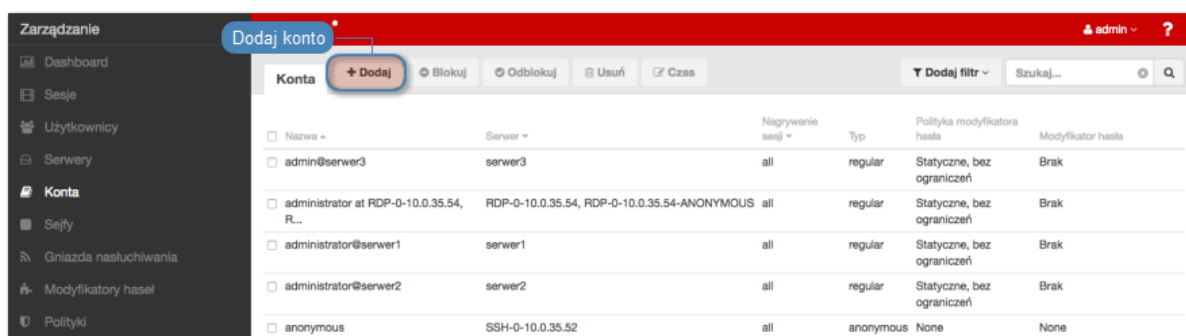 Zarządzanie
Dodaj konto
admin
?
Dashboard
Sesje
Użytkownicy
Serwery
Konta
Sejfy
Gniazda nasłuchiwania
Modyfikatory haseł
Polityki
Konta
+ Dodaj
Blokuj
Odblokuj
Usuń
Czas
Dodaj filtr
Szukaj...
Nazwa Serwer Nagrywanie sesji Typ Polityka modyfikatora hasła Modyfikator hasła
admin@serwer3 serwer3 all regular Statyczne, bez ograniczeń Brak
administrator at RDP-0-10.0.35.54, R... RDP-0-10.0.35.54, RDP-0-10.0.35.54-ANONYMOUS all regular Statyczne, bez ograniczeń Brak
administrator@serwer1 serwer1 all regular Statyczne, bez ograniczeń Brak
administrator@serwer2 serwer2 all regular Statyczne, bez ograniczeń Brak
anonymous SSH-0-10.0.35.52 all anonymous None None